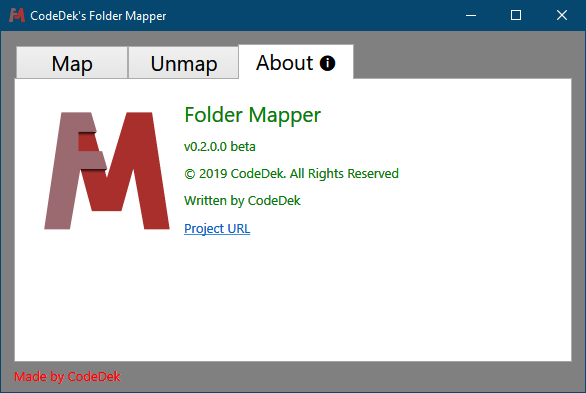 CodeDek's Folder Mapper
Map
Unmap
About
Folder Mapper
v0.2.0.0 beta
© 2019 CodeDek. All Rights Reserved
Written by CodeDek
Project URL
Made by CodeDek